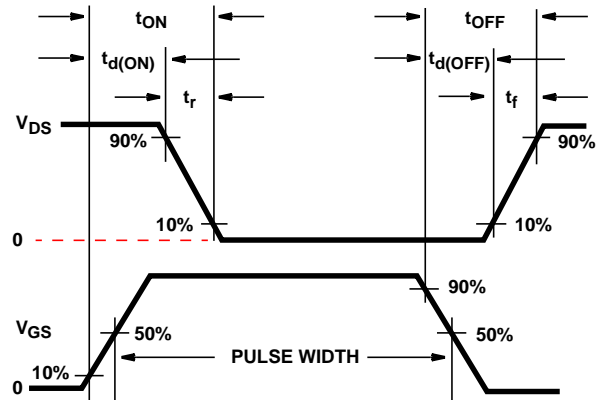 tON tOFF
td(ON) td(OFF)
tr tf
VDS
90% 90%
10% 10%
0
90%
VGS 50% 50%
PULSE WIDTH
10%
0